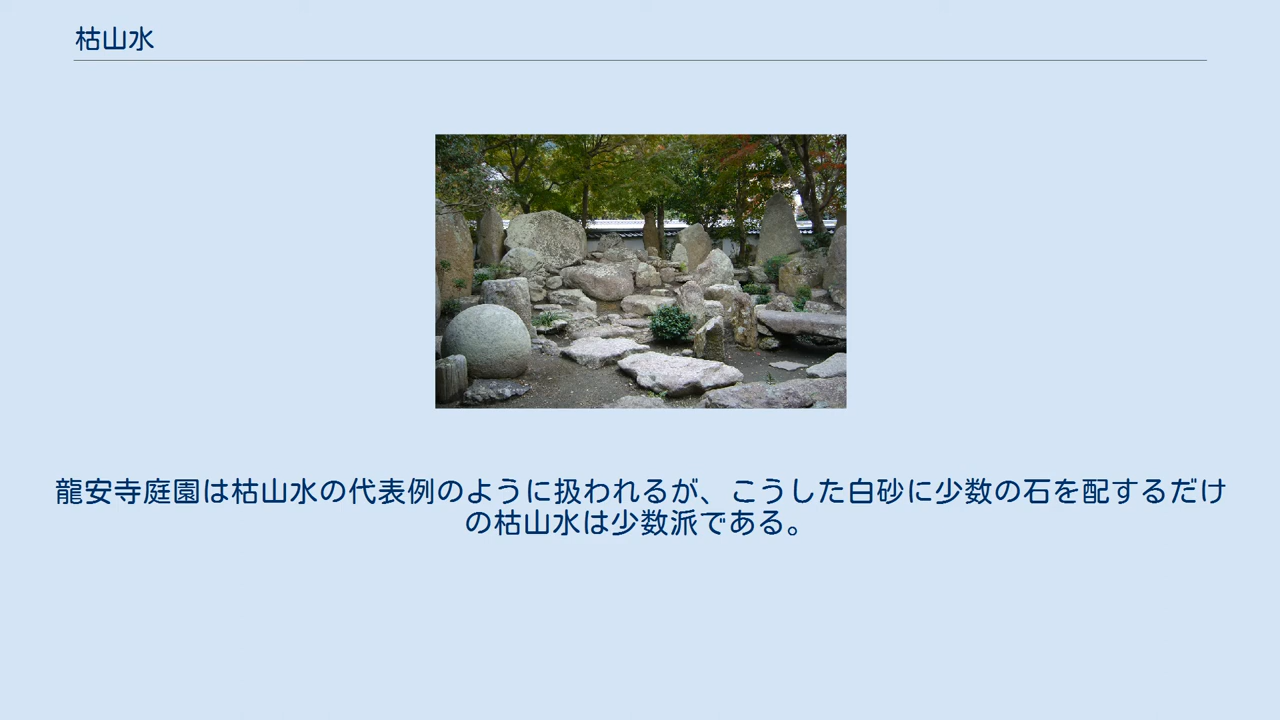 枯山水
龍安寺庭園は枯山水の代表例のように扱われるが、こうした白砂に少数の石を配するだけ
の枯山水は少数派である。